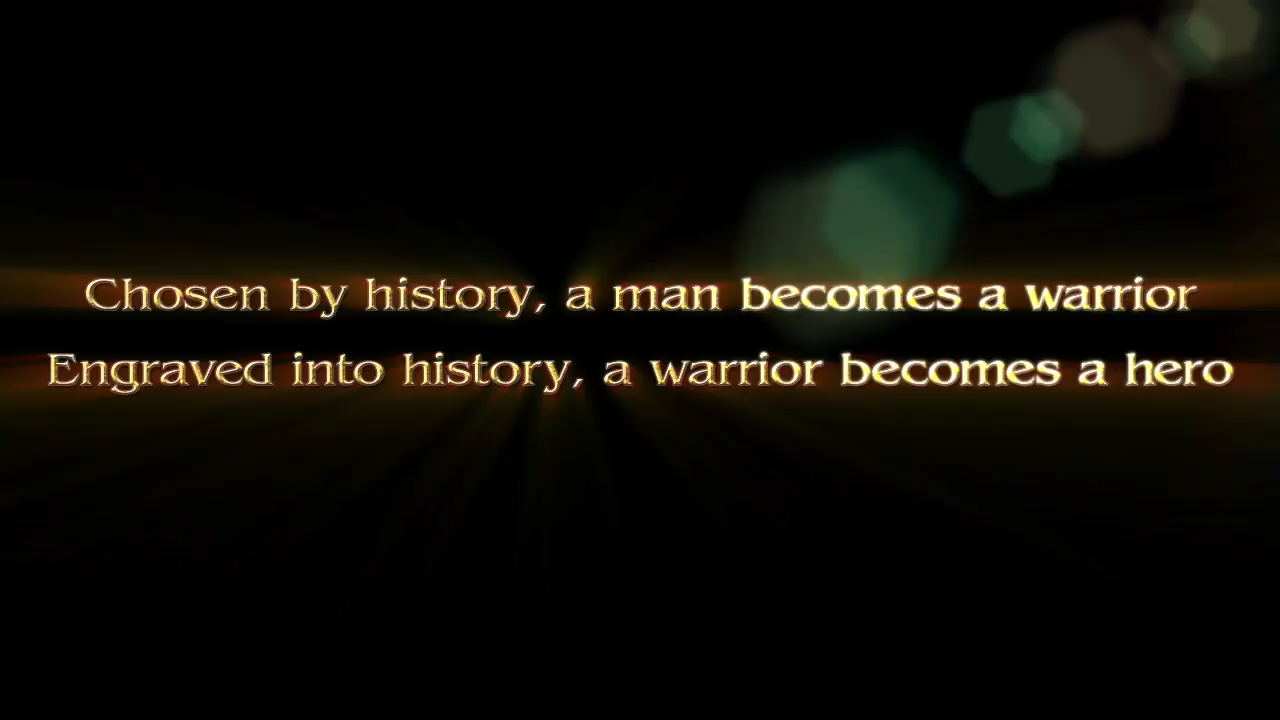 Chosen by history, a man becomes a warrior
Engraved into history, a warrior becomes a hero